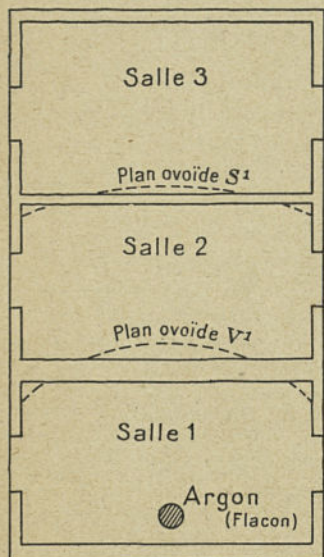 Salle 3
Plan ovoïde S¹
Salle 2
Plan ovoïde V¹
Salle 1
Argon
(Flacon)